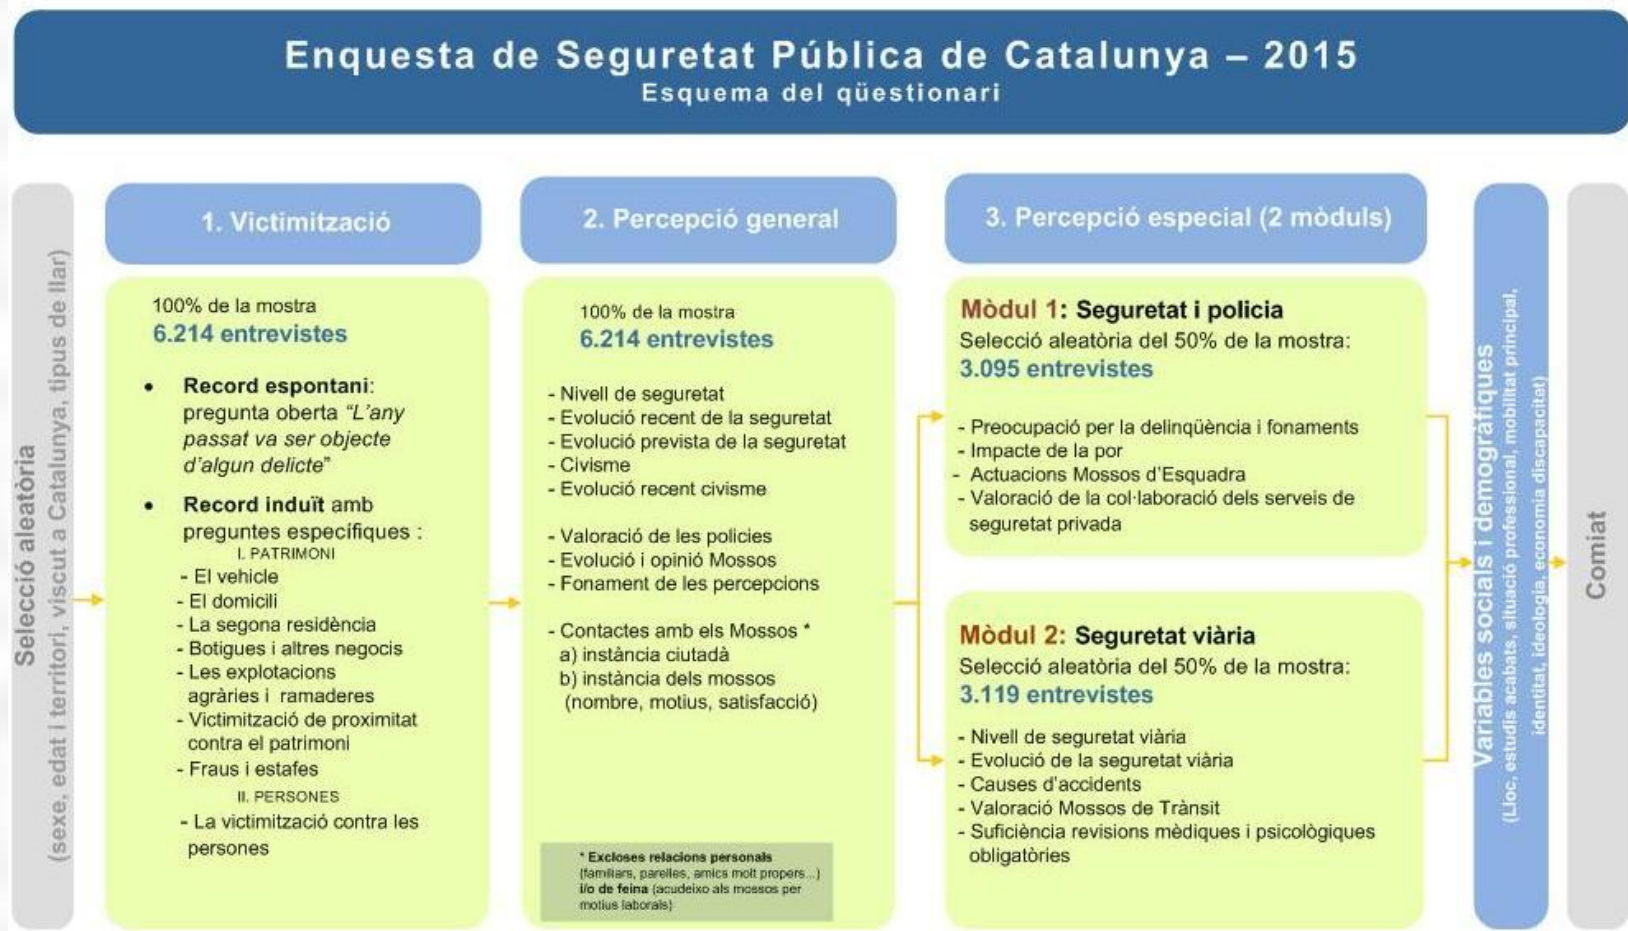 Enquesta de Seguretat Pública de Catalunya – 2015
Esquema del qüestionari
Selecció aleatòria
(sexe, edat i territori, viscut a Catalunya, tipus de llar)
1. Victimització
100% de la mostra
6.214 entrevistes
• Record espontani:
pregunta oberta “L’any
passat va ser objecte
d’algun delicte”
• Record induït amb
preguntes específiques :
I. PATRIMONI
- El vehicle
- El domicili
- La segona residència
- Botigues i altres negocis
- Les explotacions
agràries i ramaderes
- Victimització de proximitat
contra el patrimoni
- Fraus i estafes
II. PERSONES
- La victimització contra les
persones
2. Percepció general
100% de la mostra
6.214 entrevistes
- Nivell de seguretat
- Evolució recent de la seguretat
- Evolució prevista de la seguretat
- Civisme
- Evolució recent civisme
- Valoració de les policies
- Evolució i opinió Mossos
- Fonament de les percepcions
- Contactes amb els Mossos *
a) instància ciutadà
b) instància dels mossos
(nombre, motius, satisfacció)
* Excloses relacions personals
(familiars, parelles, amics molt propers...)
i/o de feina (acudeixo als mossos per
motius laborals)
3. Percepció especial (2 mòduls)
Mòdul 1: Seguretat i policia
Selecció aleatòria del 50% de la mostra:
3.095 entrevistes
- Preocupació per la delinqüència i fonaments
- Impacte de la por
- Actuacions Mossos d’Esquadra
- Valoració de la col·laboració dels serveis de
seguretat privada
Mòdul 2: Seguretat viària
Selecció aleatòria del 50% de la mostra:
3.119 entrevistes
- Nivell de seguretat viària
- Evolució de la seguretat viària
- Causes d’accidents
- Valoració Mossos de Trànsit
- Suficiència revisions mèdiques i psicològiques
obligatòries
Variables socials i demogràfiques
(Lloc, estudis acabats, situació professional, mobilitat principal,
identitat, ideologia, economia discapacitat)
Comiat